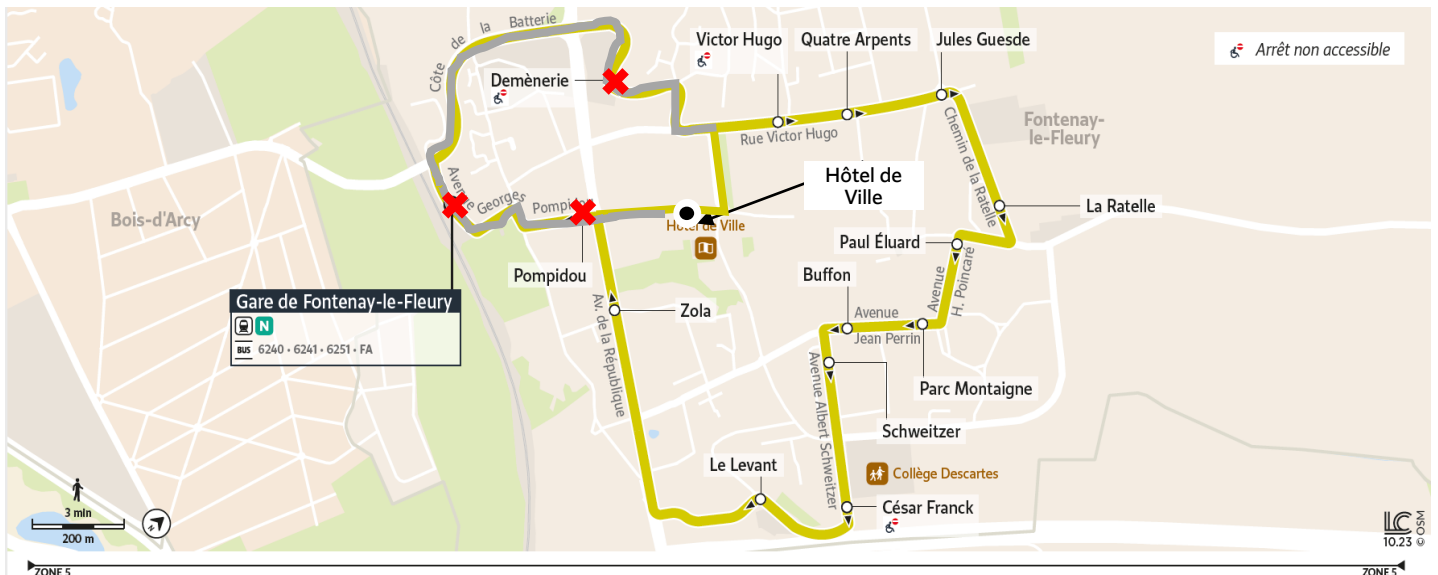 Côte de la Batterie
Victor Hugo
Quatre Arpents
Jules Guesde
Arrêt non accessible
Demènerie
Rue Victor Hugo
Chemin de la Ratelle
Fontenay-
le-Fleury
Avenue Georges Pompidou
Hôtel de
Ville
Bois-d'Arcy
La Ratelle
Hôtel de Ville
Paul Éluard
Pompidou
Buffon
Avenue
H. Poincaré
Gare de Fontenay-le-Fleury
N
BUS 6240 • 6241 • 6251 • FA
Zola
Av. de la République
Avenue
Jean Perrin
Avenue Albert Schweitzer
Parc Montaigne
Schweitzer
Le Levant
Collège Descartes
César Franck
3 min
200 m
N
LC
10.23
© OSM
ZONE 5
ZONE 5